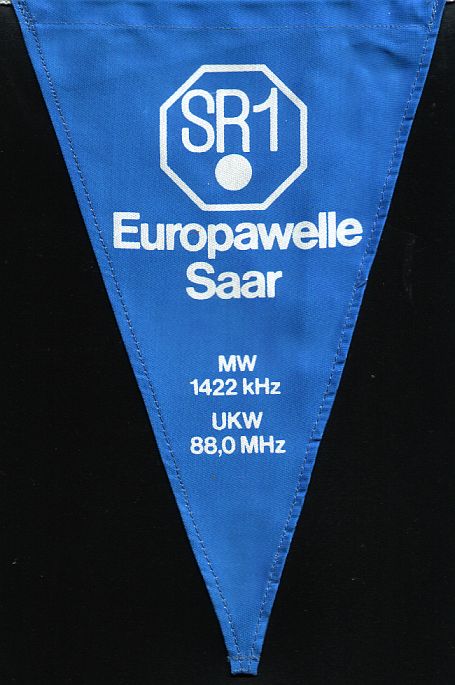 SR1
Europawelle
Saar
MW
1422 kHz
UKW
88,0 MHz